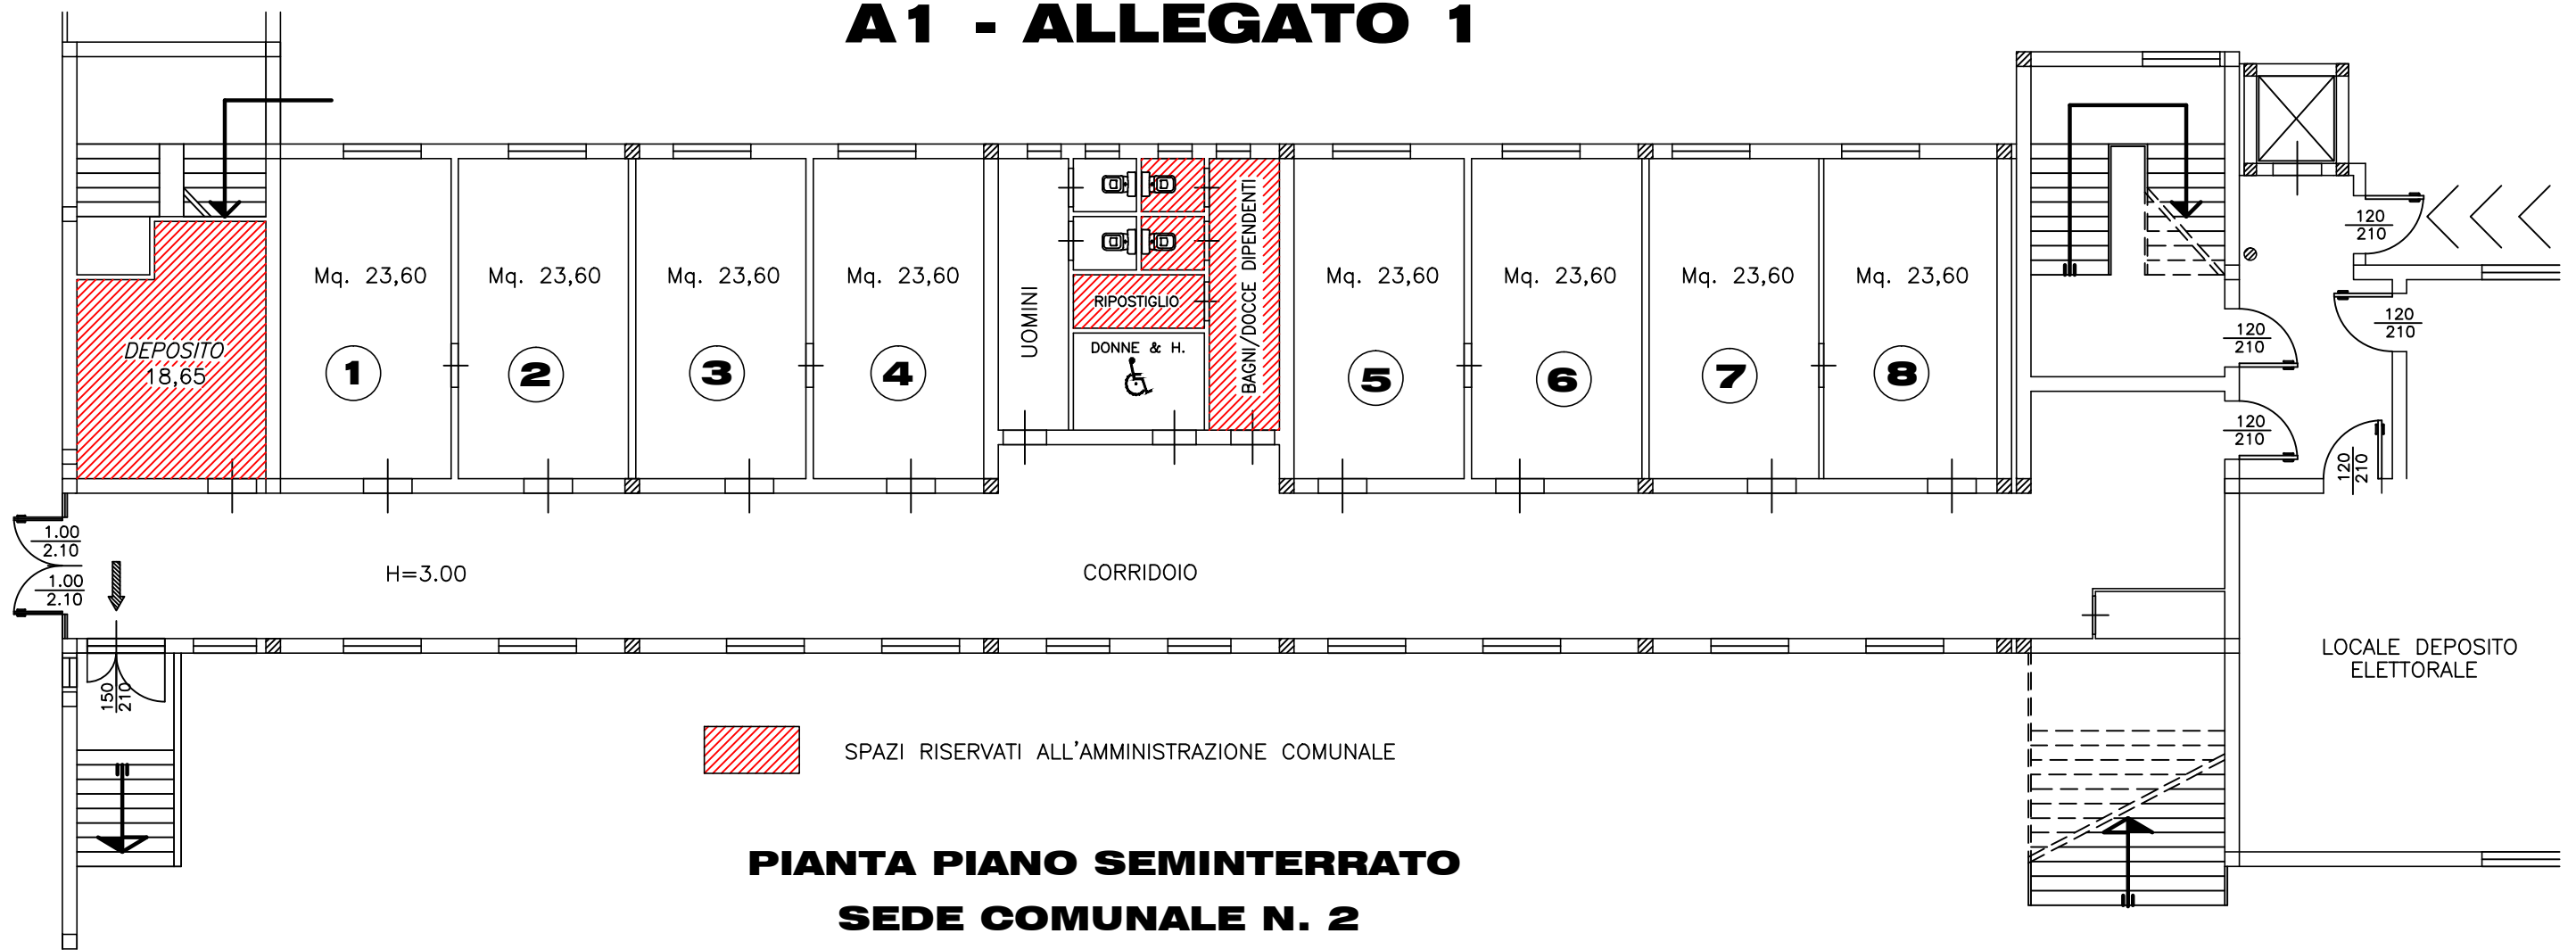 A1 - ALLEGATO 1
Mq. 23,60
Mq. 23,60
Mq. 23,60
Mq. 23,60
Mq. 23,60
Mq. 23,60
Mq. 23,60
Mq. 23,60
DEPOSITO
18,65
1
2
3
4
UOMINI
RIPOSTIGLIO
DONNE & H.
BAGNI/DOCCE DIPENDENTI
5
6
7
8
120
210
120
210
120
210
120
210
120
210
1.00
2.10
1.00
2.10
H=3.00
CORRIDOIO
150
210
LOCALE DEPOSITO
ELETTORALE
SPAZI RISERVATI ALL'AMMINISTRAZIONE COMUNALE
PIANTA PIANO SEMINTERRATO
SEDE COMUNALE N. 2